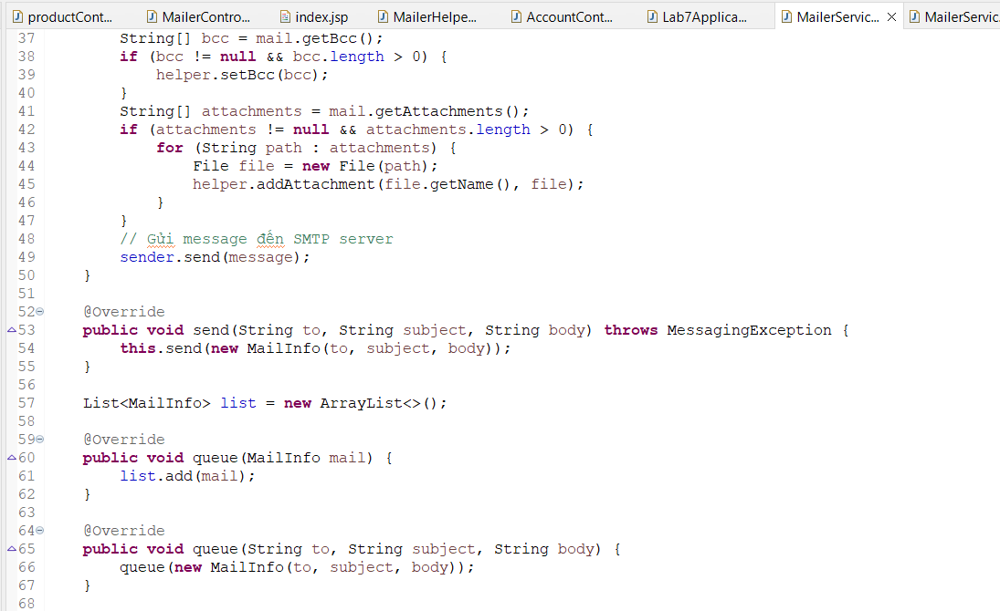 productCont...
MailerContro...
index.jsp
MailerHelpe...
AccountCont...
Lab7Applica...
MailerServic...
MailerServic
37 String[] bcc = mail.getBcc();
38 if (bcc != null && bcc.length > 0) {
39 helper.setBcc(bcc);
40 }
41 String[] attachments = mail.getAttachments();
42 if (attachments != null && attachments.length > 0) {
43 for (String path : attachments) {
44 File file = new File(path);
45 helper.addAttachment(file.getName(), file);
46 }
47 }
48 // Gửi message đến SMTP server
49 sender.send(message);
50 }
51
52 @Override
53 public void send(String to, String subject, String body) throws MessagingException {
54 this.send(new MailInfo(to, subject, body));
55 }
56
57 List<MailInfo> list = new ArrayList<>();
58
59 @Override
60 public void queue(MailInfo mail) {
61 list.add(mail);
62 }
63
64 @Override
65 public void queue(String to, String subject, String body) {
66 queue(new MailInfo(to, subject, body));
67 }
68